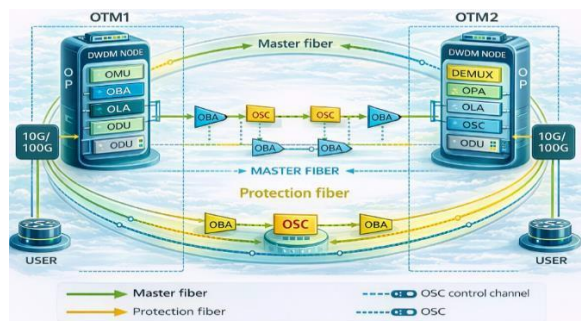 OTM1
OTM2
Master fiber
DWDM NODE
OMU
OBA
OLA
ODU
ODU
OP
DWDM NODE
DEMUX
OPA
OLA
OSC
ODU
OP
10G/
100G
10G/
100G
OBA
OSC
OSC
OBA
OBA
OBA
MASTER FIBER
Protection fiber
OBA
OSC
OBA
USER
USER
Master fiber
OSC control channel
Protection fiber
OSC